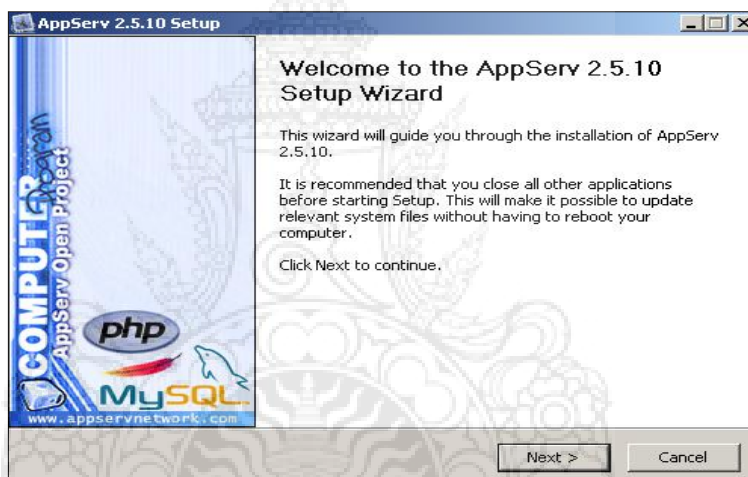 AppServ 2.5.10 Setup
COMPUTER
Program
AppServ Open Project
php
MySQL
www.appservnetwork.com
Welcome to the AppServ 2.5.10
Setup Wizard
This wizard will guide you through the installation of AppServ
2.5.10.
It is recommended that you close all other applications
before starting Setup. This will make it possible to update
relevant system files without having to reboot your
computer.
Click Next to continue.
Next >
Cancel